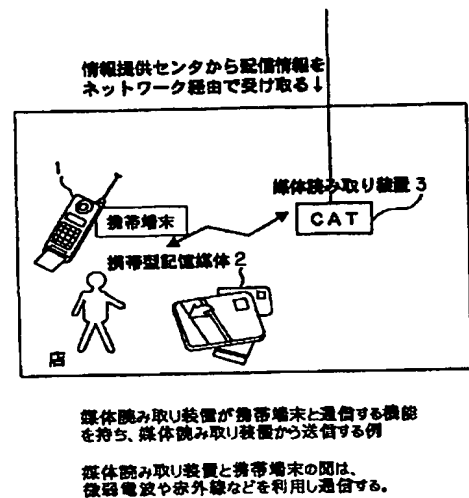 情報提供センタから配信情報を
ネットワーク経由で受け取る↓
1
媒体読み取り装置3
携帯端末
CAT
携帯型記憶媒体2
店
媒体読み取り装置が携帯端末と通信する機能
を持ち、媒体読み取り装置から送信する例
媒体読み取り装置と携帯端末の間は、
微弱電波や赤外線などを利用し通信する。